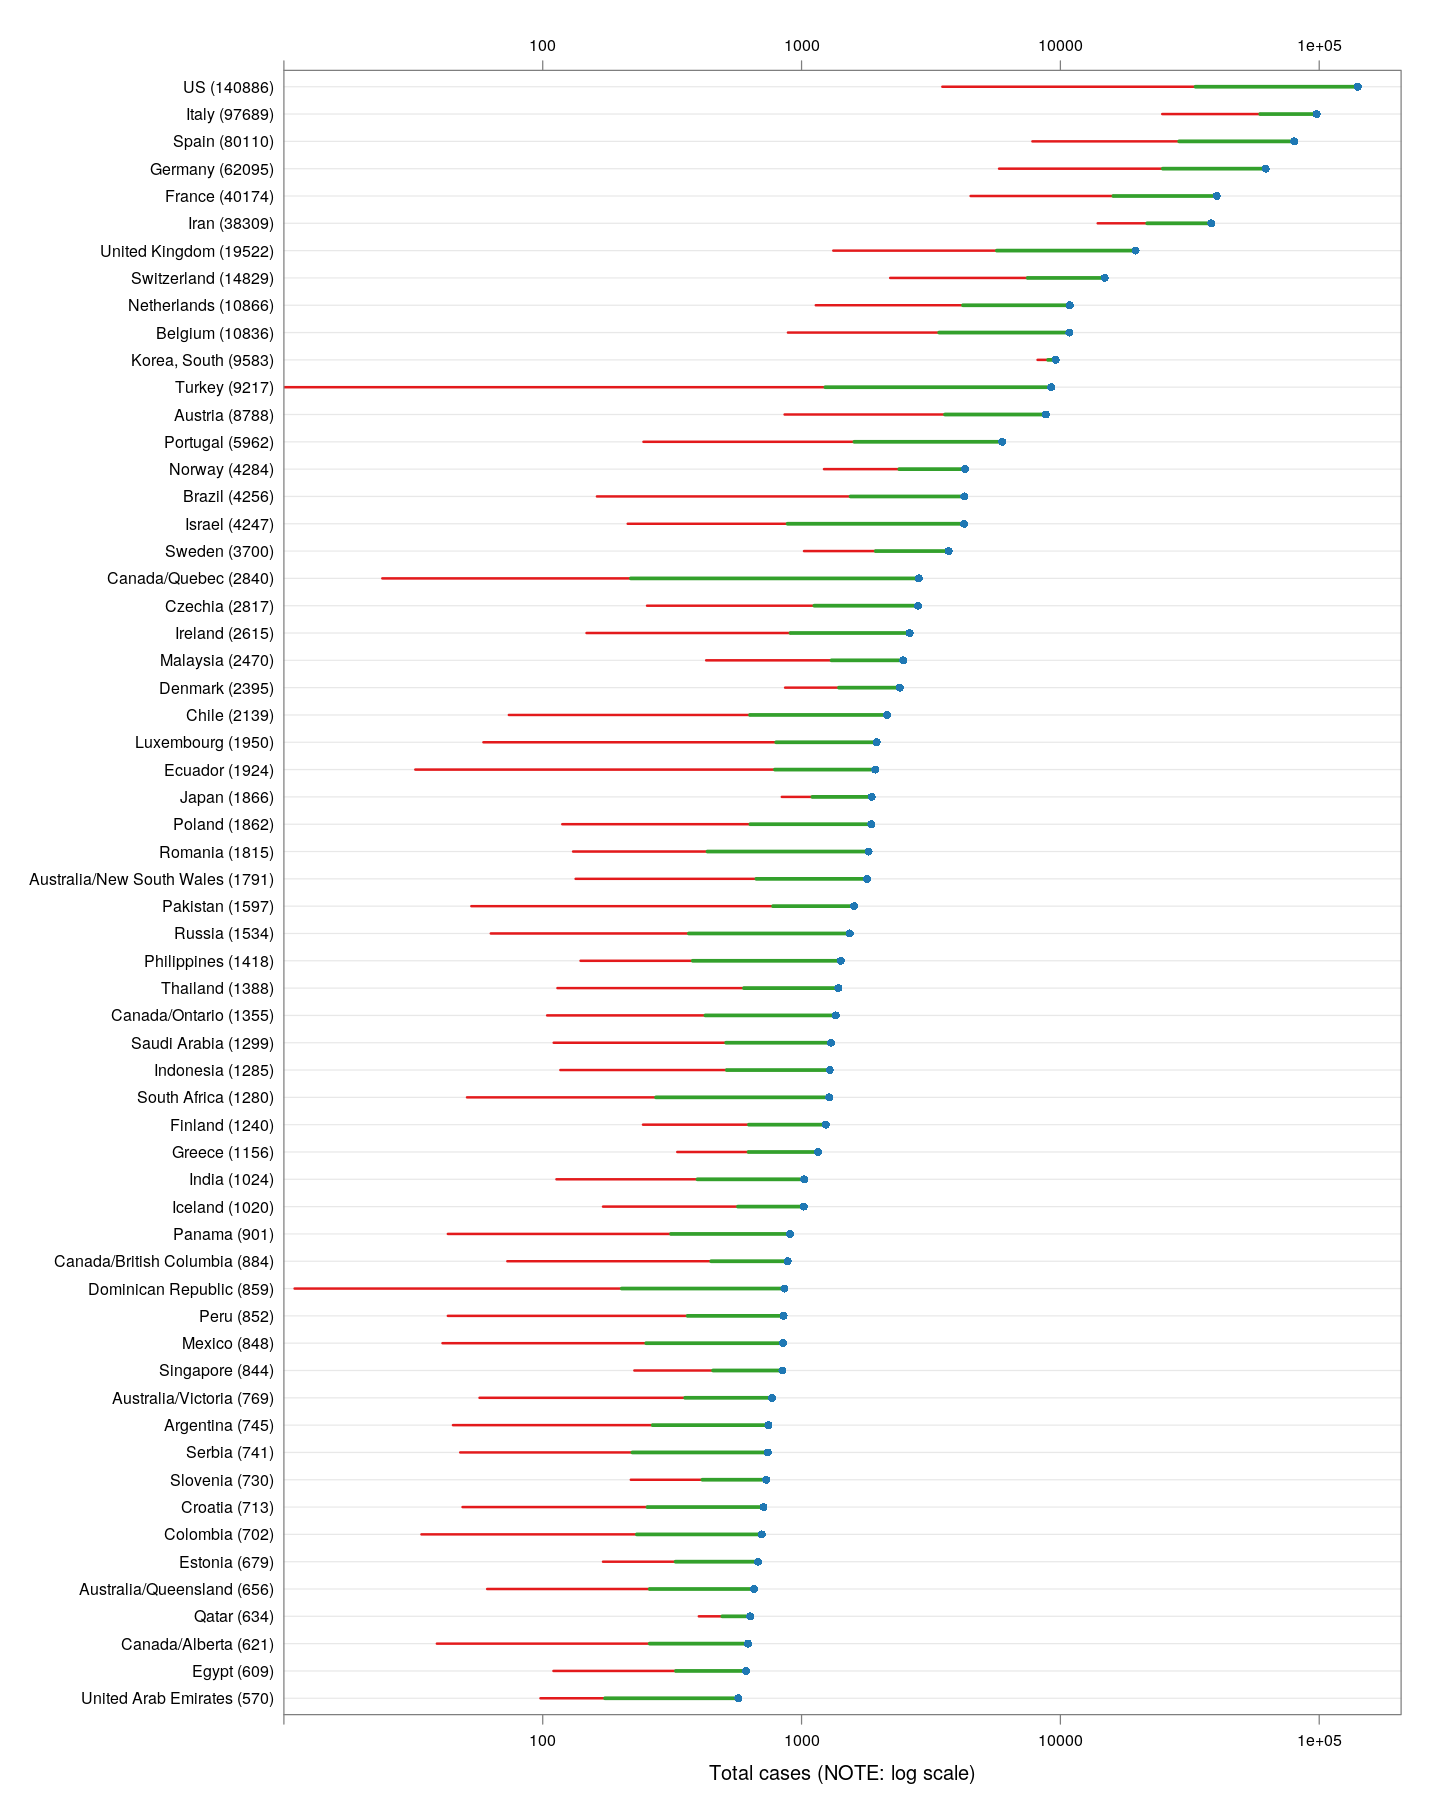 100 1000 10000 1e+05
US (140886)
Italy (97689)
Spain (80110)
Germany (62095)
France (40174)
Iran (38309)
United Kingdom (19522)
Switzerland (14829)
Netherlands (10866)
Belgium (10836)
Korea, South (9583)
Turkey (9217)
Austria (8788)
Portugal (5962)
Norway (4284)
Brazil (4256)
Israel (4247)
Sweden (3700)
Canada/Quebec (2840)
Czechia (2817)
Ireland (2615)
Malaysia (2470)
Denmark (2395)
Chile (2139)
Luxembourg (1950)
Ecuador (1924)
Japan (1866)
Poland (1862)
Romania (1815)
Australia/New South Wales (1791)
Pakistan (1597)
Russia (1534)
Philippines (1418)
Thailand (1388)
Canada/Ontario (1355)
Saudi Arabia (1299)
Indonesia (1285)
South Africa (1280)
Finland (1240)
Greece (1156)
India (1024)
Iceland (1020)
Panama (901)
Canada/British Columbia (884)
Dominican Republic (859)
Peru (852)
Mexico (848)
Singapore (844)
Australia/Victoria (769)
Argentina (745)
Serbia (741)
Slovenia (730)
Croatia (713)
Colombia (702)
Estonia (679)
Australia/Queensland (656)
Qatar (634)
Canada/Alberta (621)
Egypt (609)
United Arab Emirates (570)
100 1000 10000 1e+05
Total cases (NOTE: log scale)